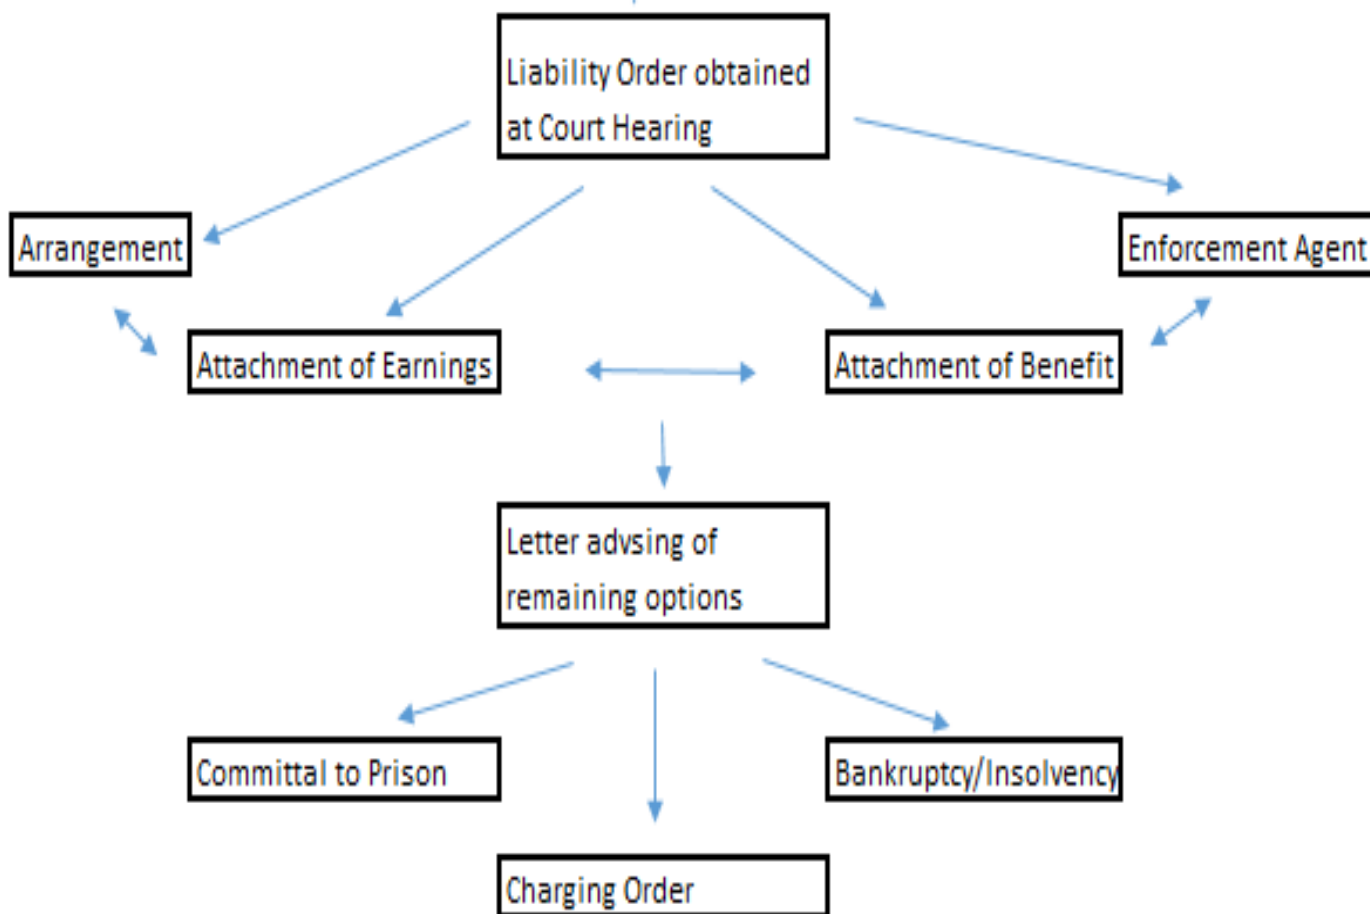 Liability Order obtained
at Court Hearing
Arrangement
Enforcement Agent
Attachment of Earnings
Attachment of Benefit
Letter advsing of
remaining options
Committal to Prison
Bankruptcy/Insolvency
Charging Order